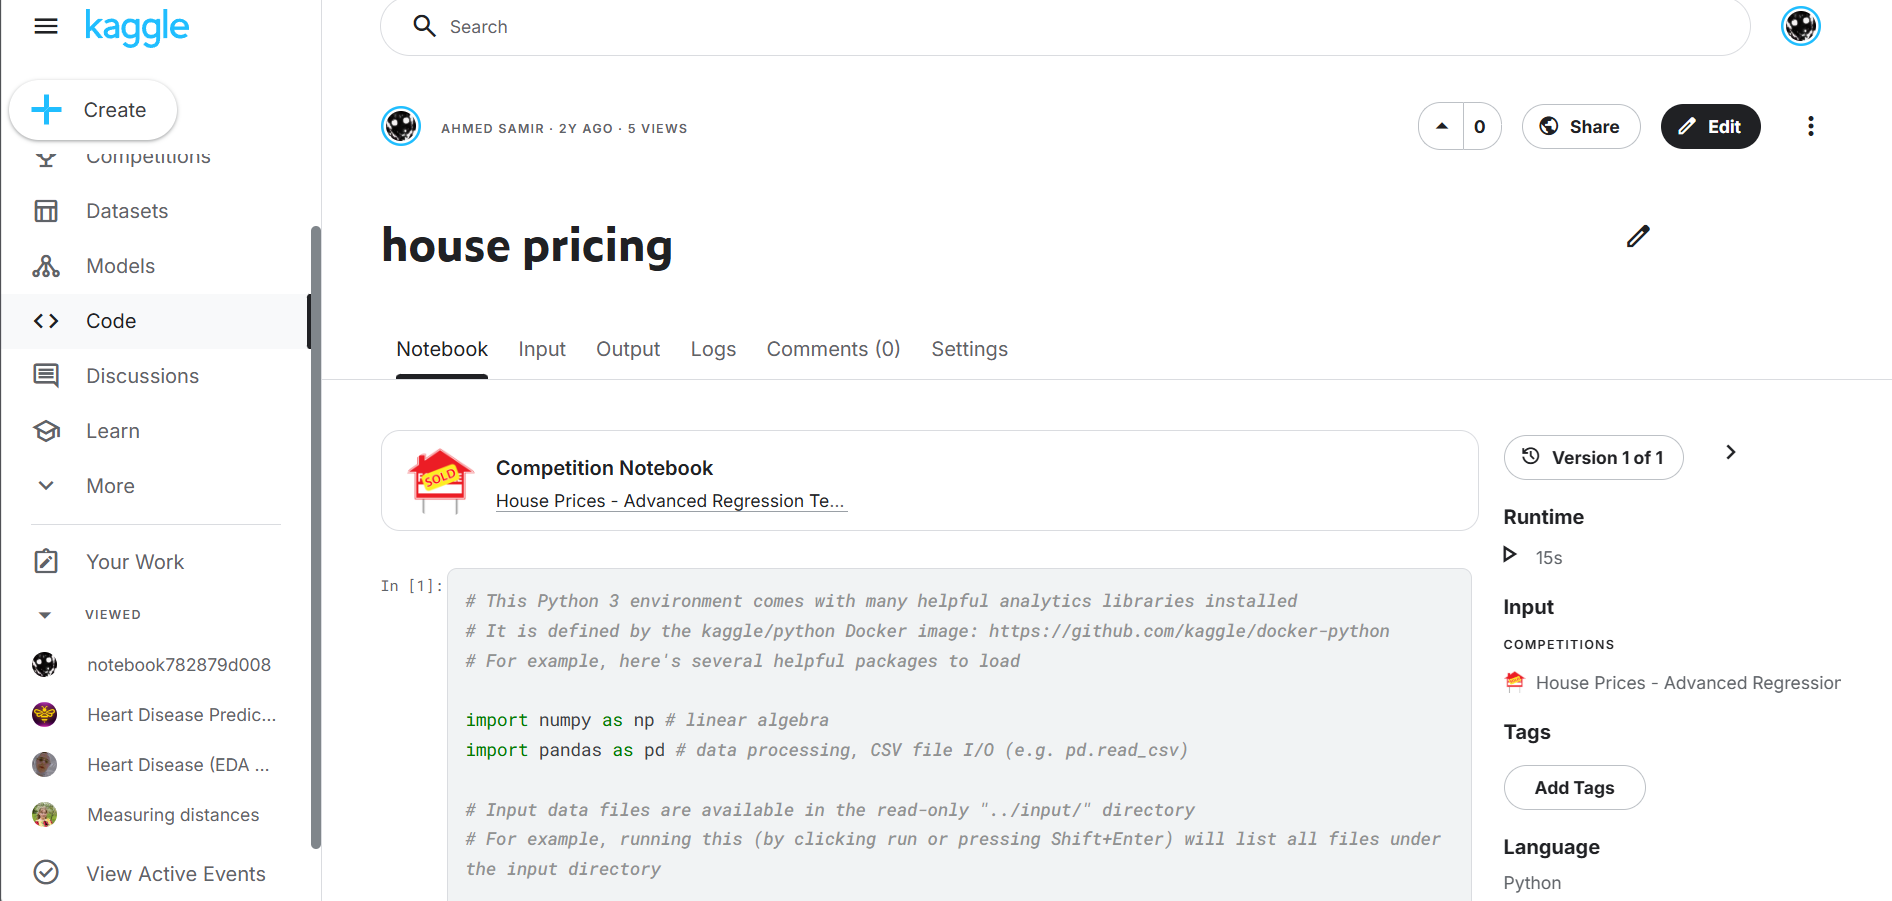 kaggle
Search
Create
Competitions
Datasets
Models
Code
Discussions
Learn
More
Your Work
VIEWED
notebook782879d008
Heart Disease Predic...
Heart Disease (EDA ...
Measuring distances
View Active Events
AHMED SAMIR · 2Y AGO · 5 VIEWS
0
Share
Edit
house pricing
Notebook Input Output Logs Comments (0) Settings
SOLD
Competition Notebook
House Prices - Advanced Regression Te...
In [1]:
# This Python 3 environment comes with many helpful analytics libraries installed
# It is defined by the kaggle/python Docker image: https://github.com/kaggle/docker-python
# For example, here's several helpful packages to load
import numpy as np # linear algebra
import pandas as pd # data processing, CSV file I/O (e.g. pd.read_csv)
# Input data files are available in the read-only "../input/" directory
# For example, running this (by clicking run or pressing Shift+Enter) will list all files under
the input directory
Version 1 of 1
Runtime
15s
Input
COMPETITIONS
House Prices - Advanced Regression
Tags
Add Tags
Language
Python